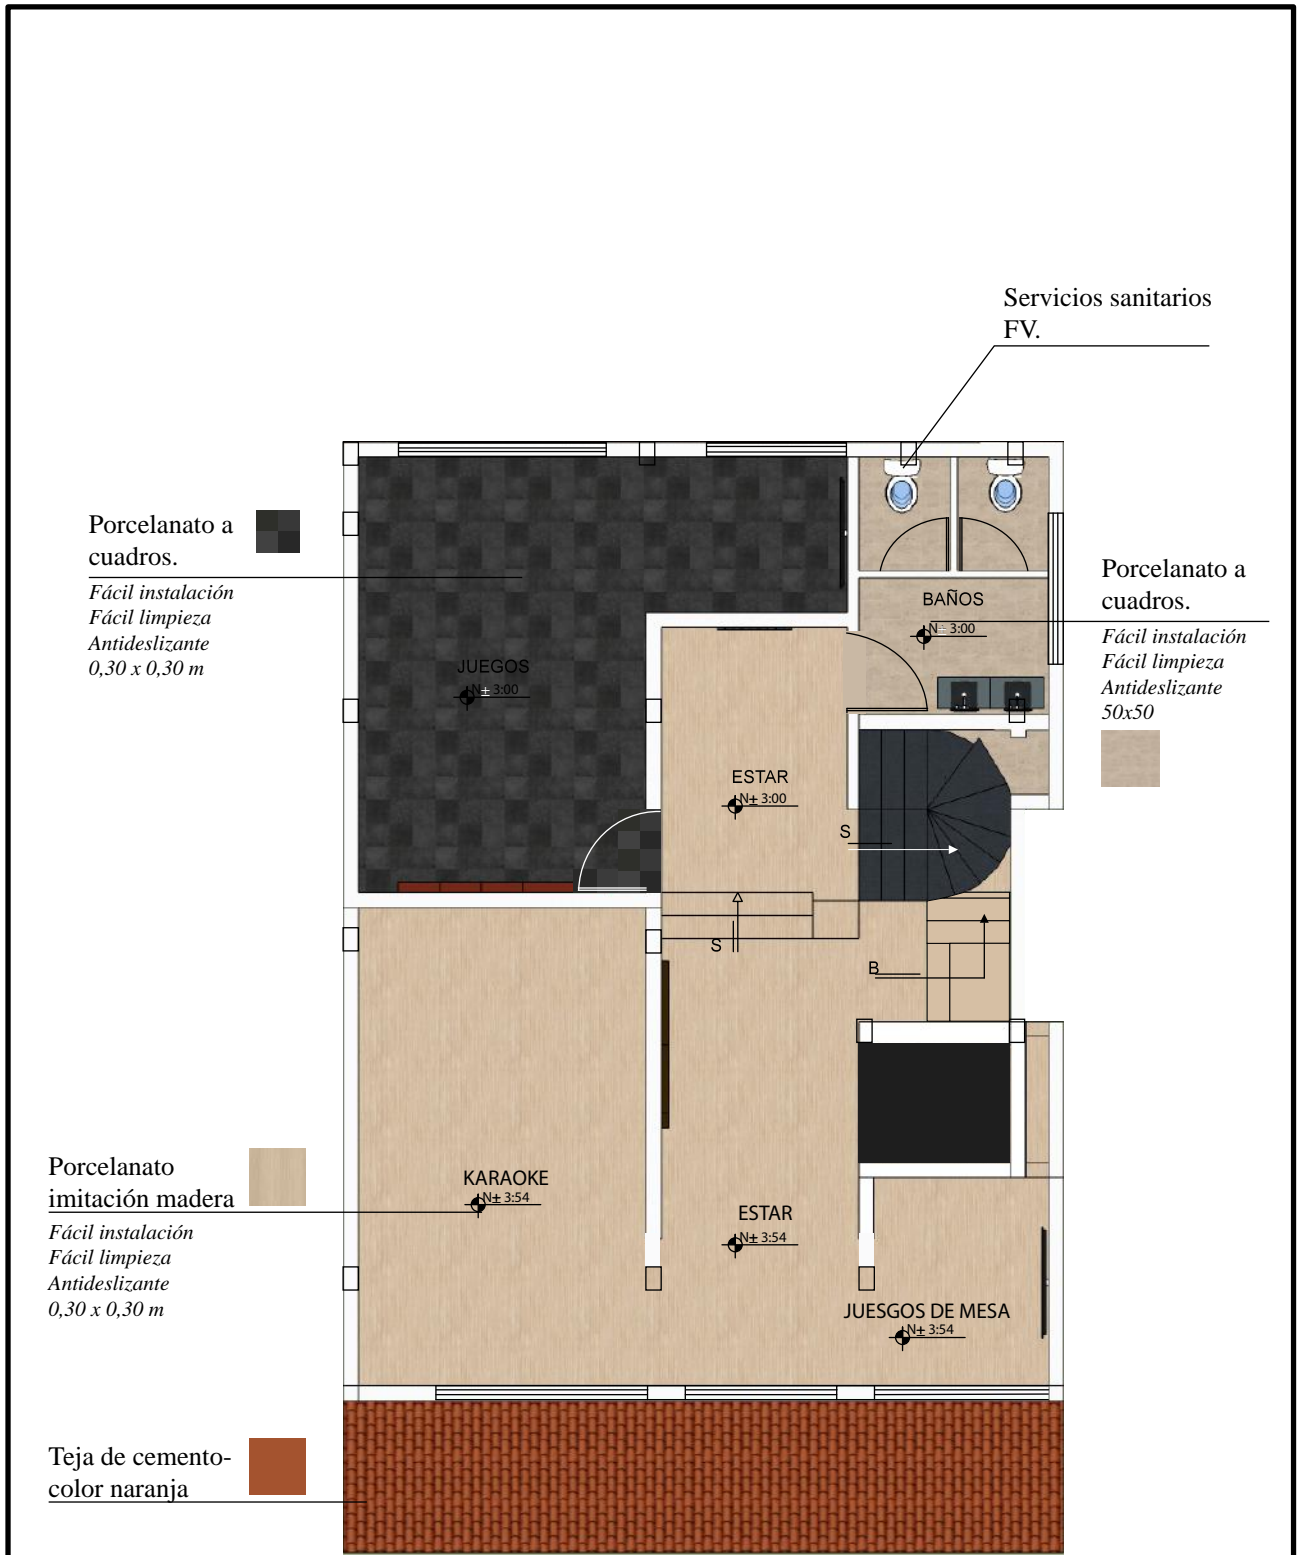 Servicios sanitarios
FV.
Porcelanato a
cuadros.
Fácil instalación
Fácil limpieza
Antideslizante
0,30 x 0,30 m
Porcelanato a
cuadros.
Fácil instalación
Fácil limpieza
Antideslizante
50x50
BAÑOS
N± 3:00
JUEGOS
N± 3:00
ESTAR
N± 3:00
S
S
B
Porcelanato
imitación madera
Fácil instalación
Fácil limpieza
Antideslizante
0,30 x 0,30 m
KARAOKE
N± 3:54
ESTAR
N± 3:54
JUESGOS DE MESA
N± 3:54
Teja de cemento-
color naranja